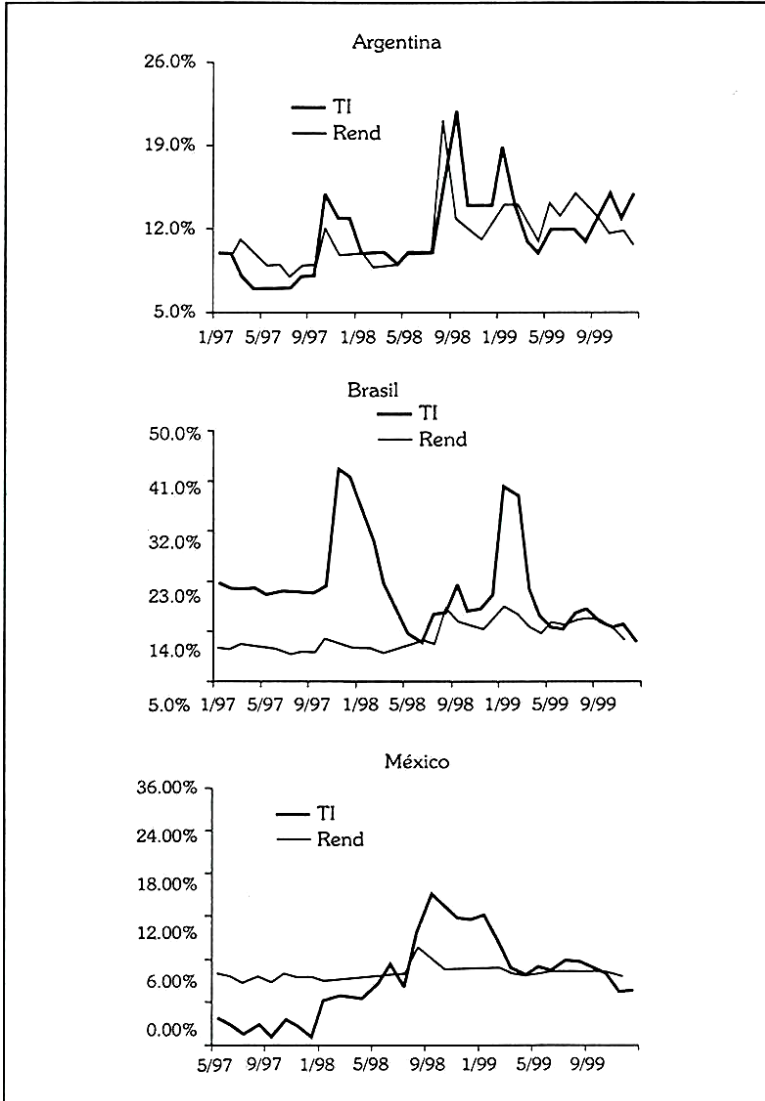 Argentina
26.0%
TI
Rend
19.0%
12.0%
5.0%
1/97 5/97 9/97 1/98 5/98 9/98 1/99 5/99 9/99
Brasil
TI
Rend
50.0%
41.0%
32.0%
23.0%
14.0%
5.0% 1/97 5/97 9/97 1/98 5/98 9/98 1/99 5/99 9/99
México
36.00%
TI
24.00%
Rend
18.00%
12.00%
6.00%
0.00%
5/97 9/97 1/98 5/98 9/98 1/99 5/99 9/99